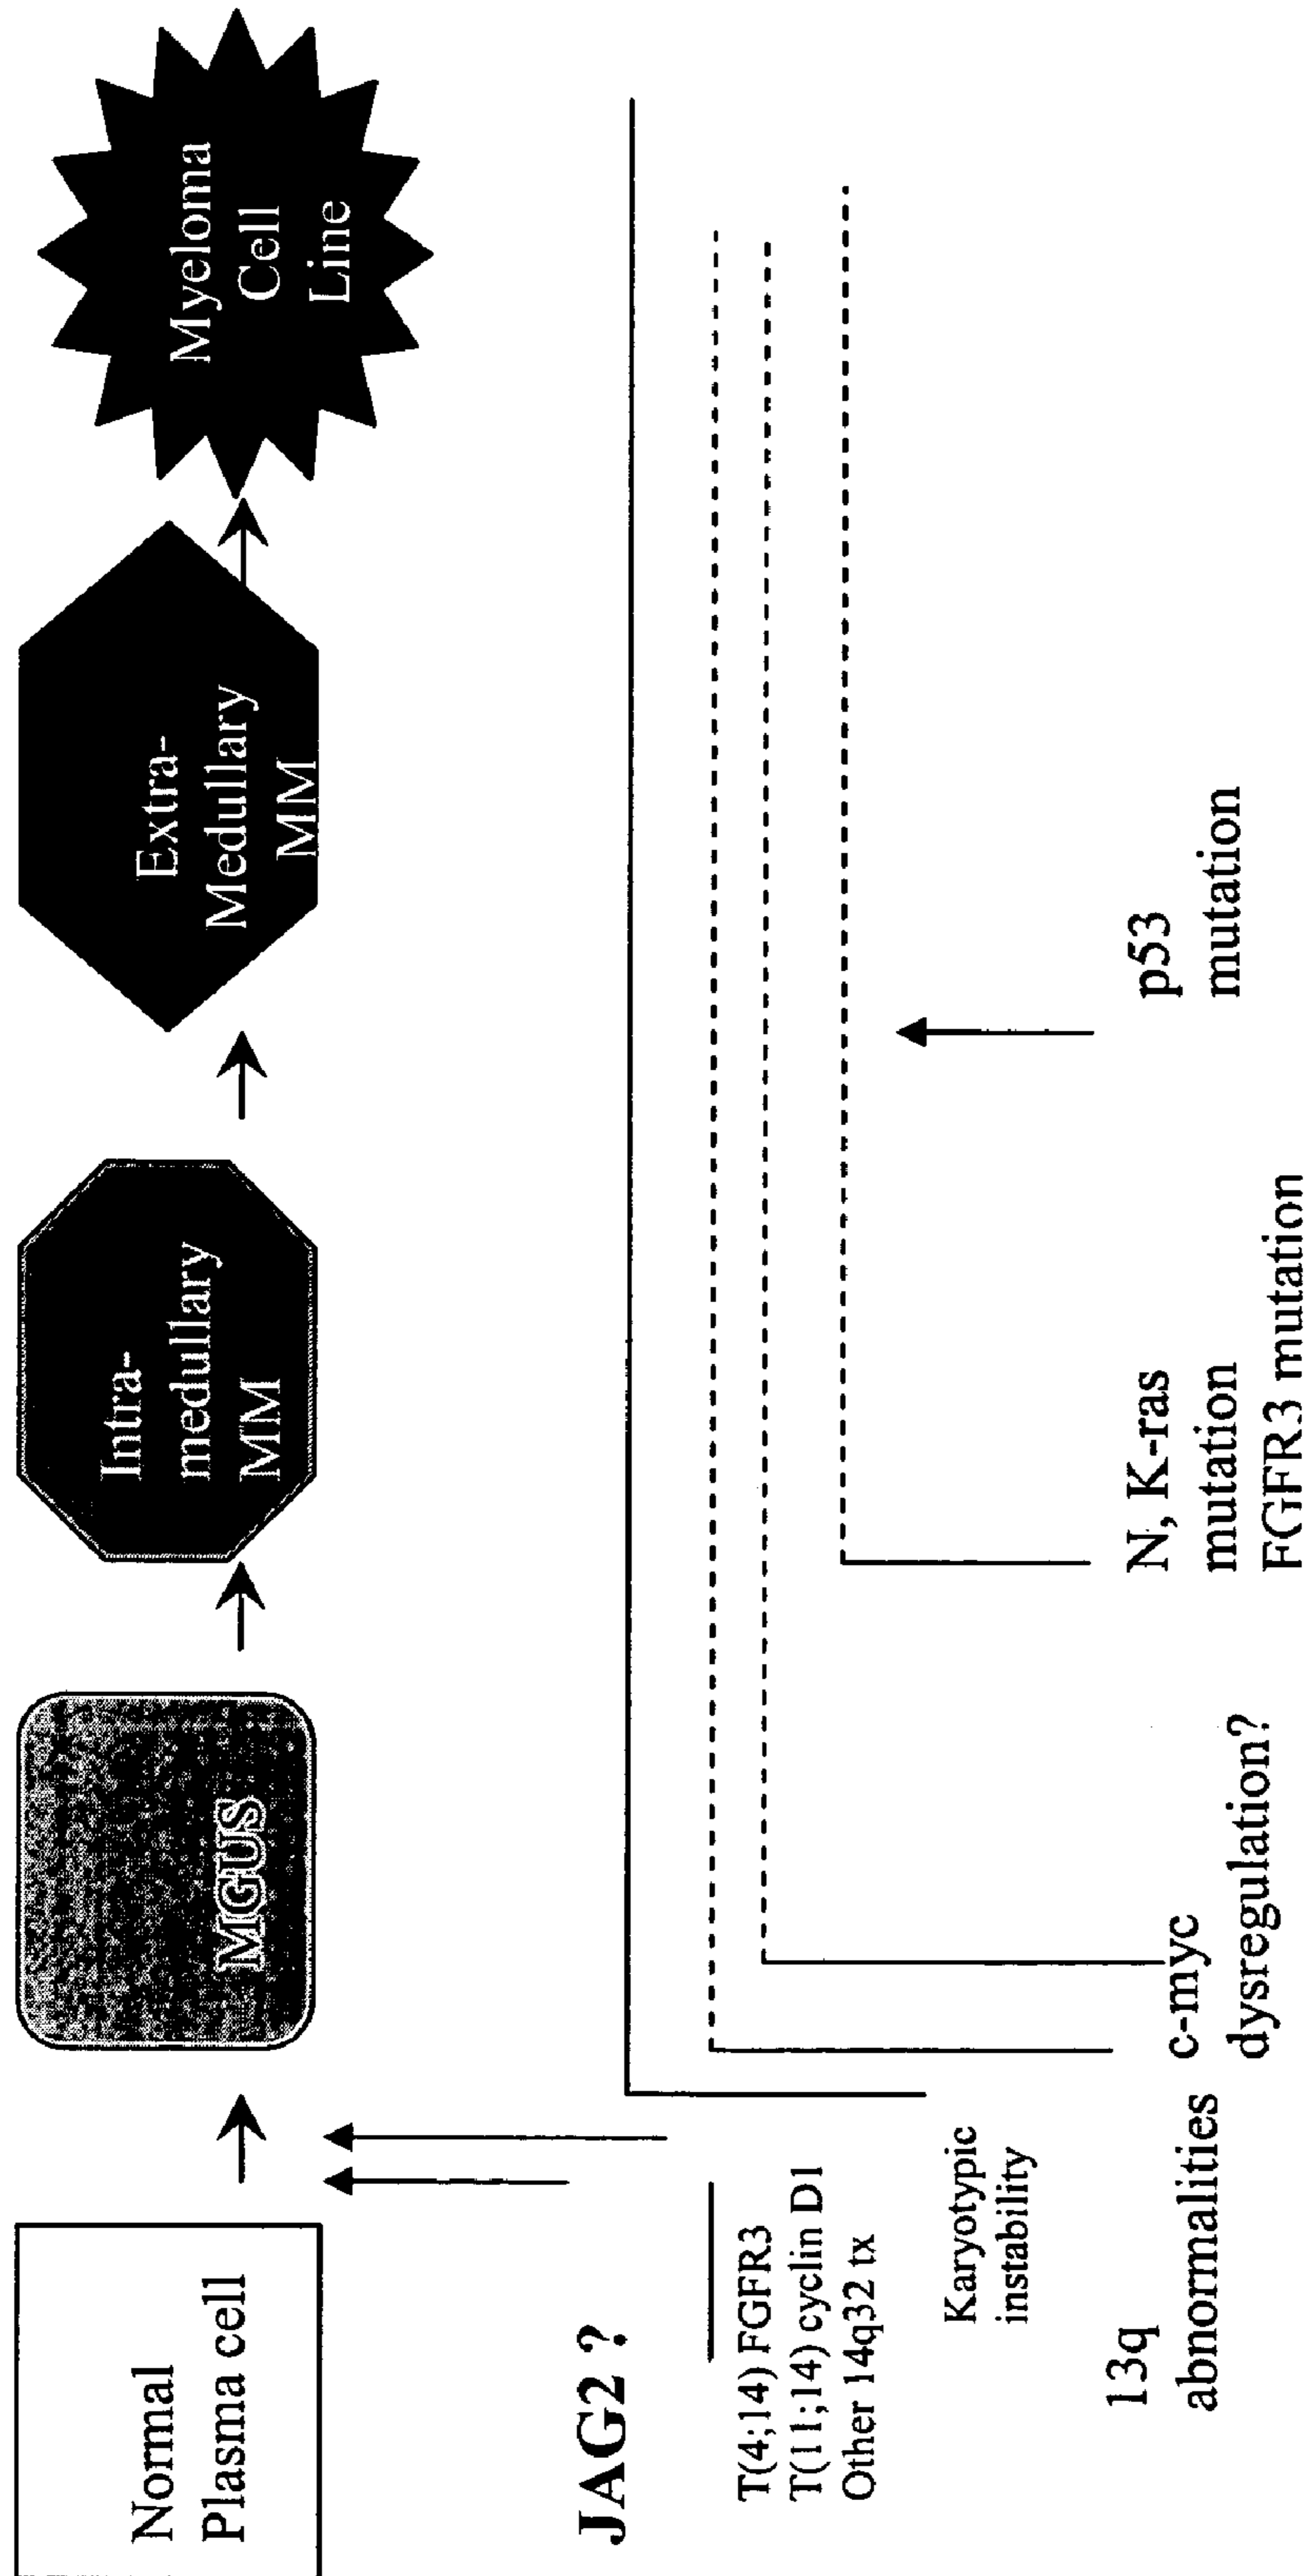 Normal
Plasma cell
MGUS
Intra-
medullary
MM
Extra-
Medullary
MM
Myeloma
Cell
Line
JAG2 ?
T(4;14) FGFR3
T(11;14) cyclin D1
Other 14q32 tx
Karyotypic
instability
13q
abnormalities
c-myc
dysregulation?
N, K-ras
mutation
FGFR3 mutation
p53
mutation